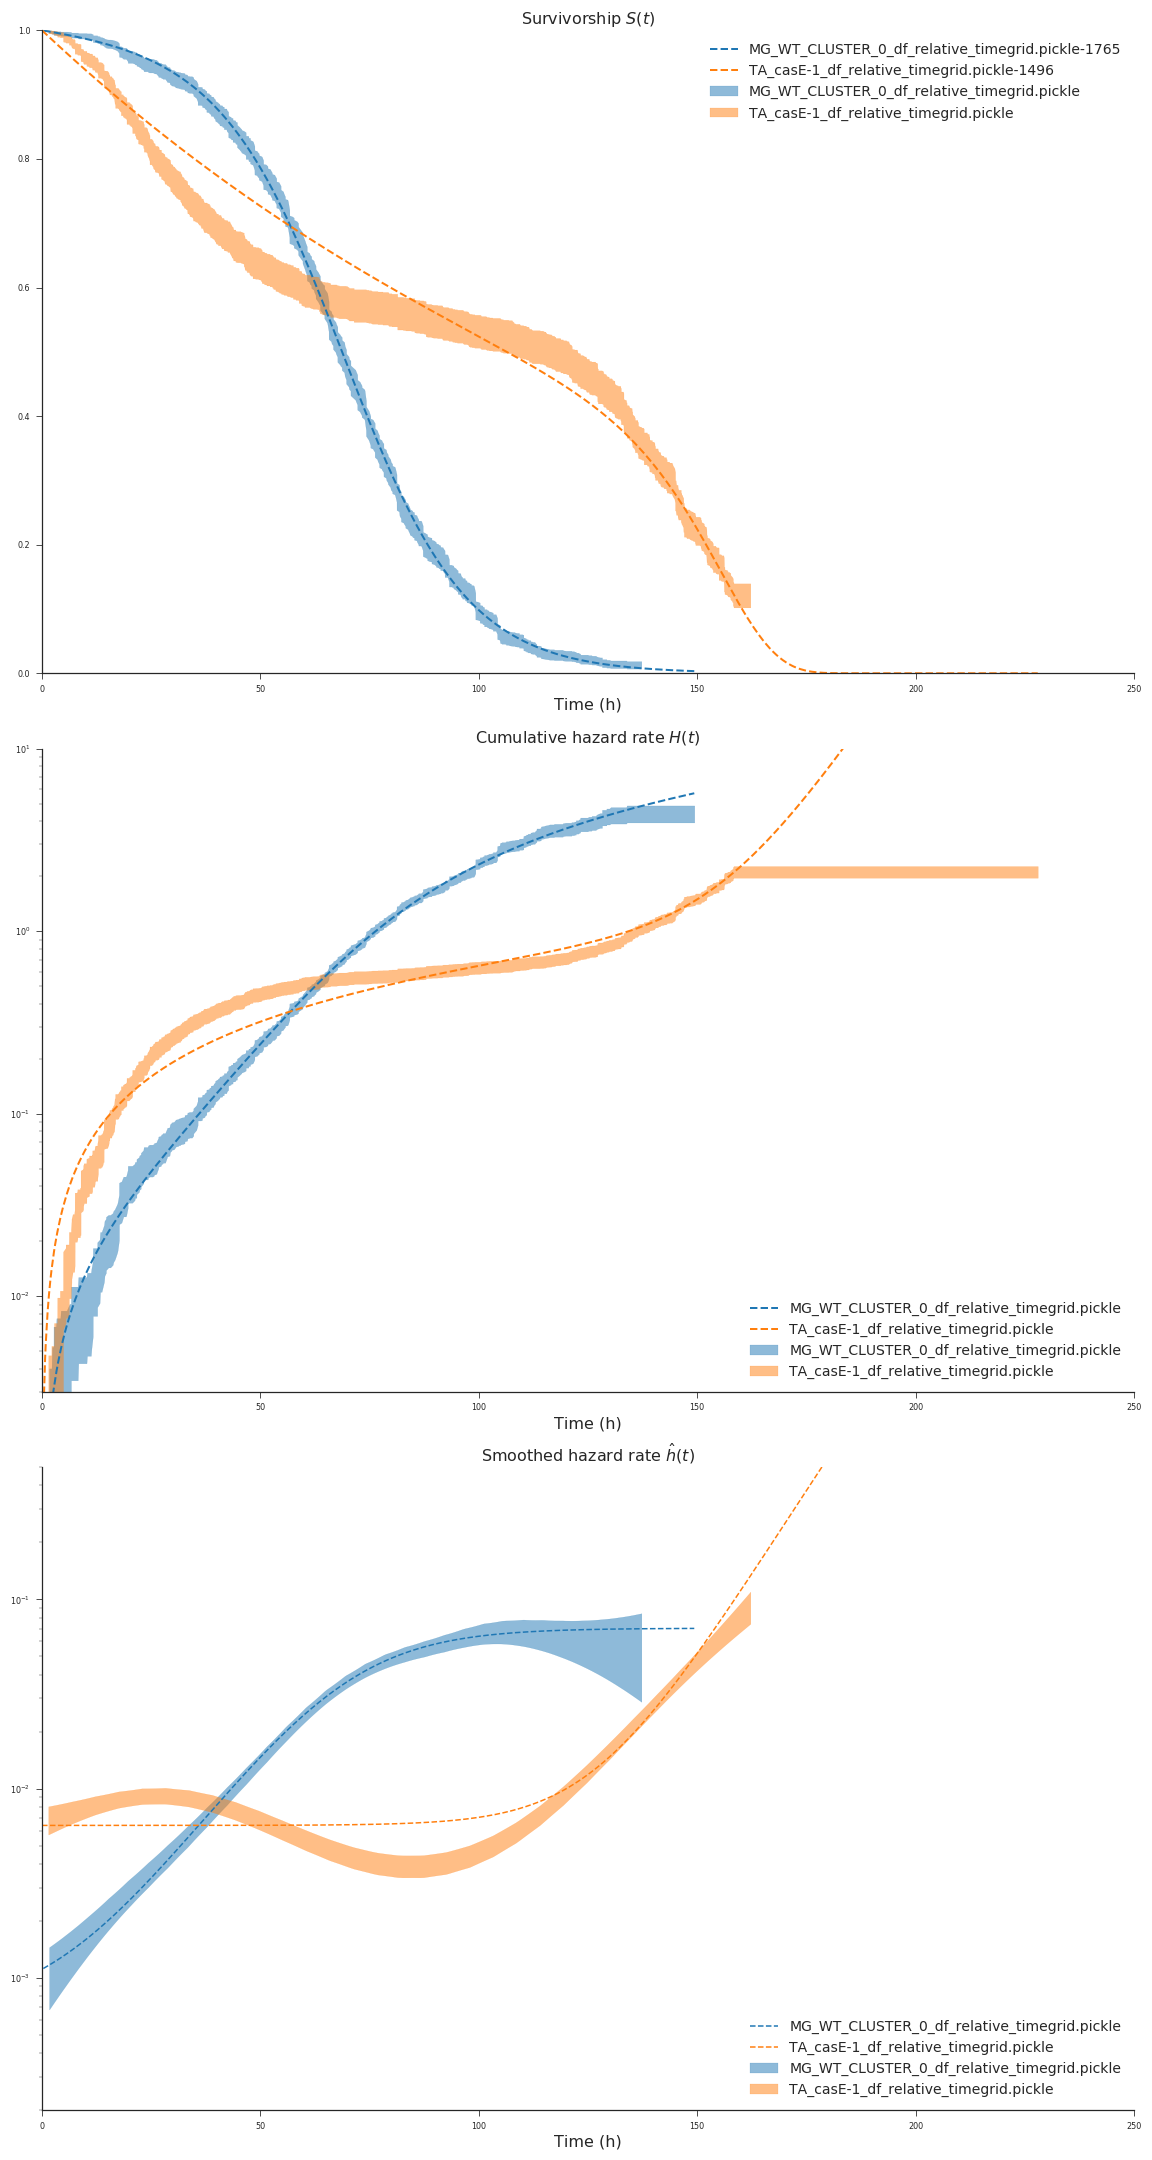 Survivorship S(t)
1.0
0.8
0.6
0.4
0.2
0.0
MG_WT_CLUSTER_0_df_relative_timegrid.pickle-1765
TA_casE-1_df_relative_timegrid.pickle-1496
MG_WT_CLUSTER_0_df_relative_timegrid.pickle
TA_casE-1_df_relative_timegrid.pickle
0 50 100 150 200 250
Time (h)
Cumulative hazard rate H(t)
10¹
10⁰
10⁻¹
10⁻²
MG_WT_CLUSTER_0_df_relative_timegrid.pickle
TA_casE-1_df_relative_timegrid.pickle
MG_WT_CLUSTER_0_df_relative_timegrid.pickle
TA_casE-1_df_relative_timegrid.pickle
0 50 100 150 200 250
Time (h)
Smoothed hazard rate ĥ(t)
10⁻¹
10⁻²
10⁻³
MG_WT_CLUSTER_0_df_relative_timegrid.pickle
TA_casE-1_df_relative_timegrid.pickle
MG_WT_CLUSTER_0_df_relative_timegrid.pickle
TA_casE-1_df_relative_timegrid.pickle
0 50 100 150 200 250
Time (h)